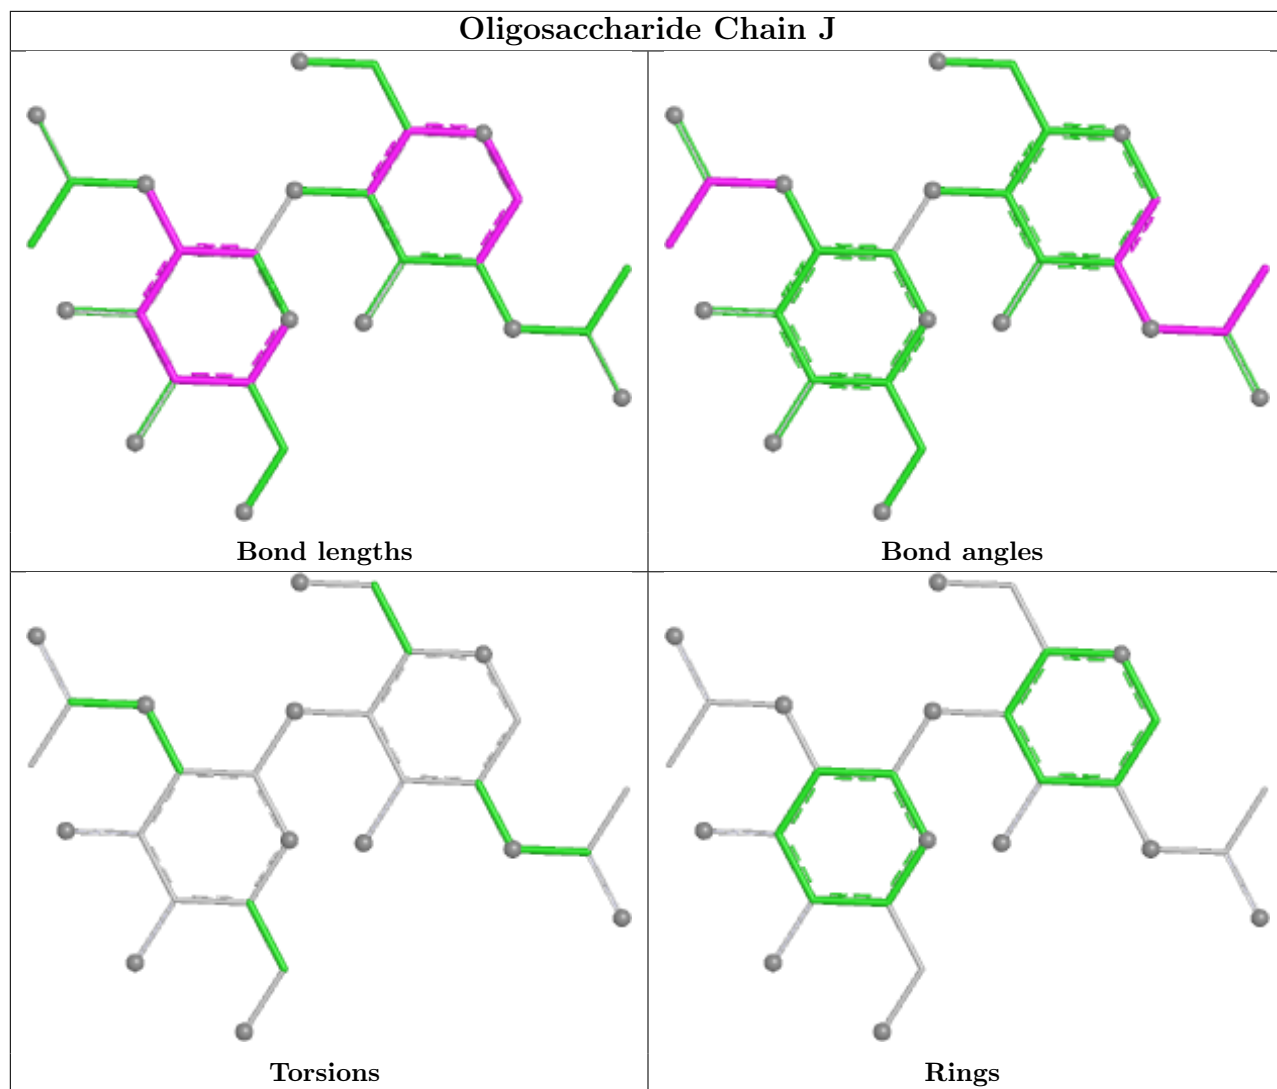 Oligosaccharide Chain J
Bond lengths
Bond angles
Torsions
Rings